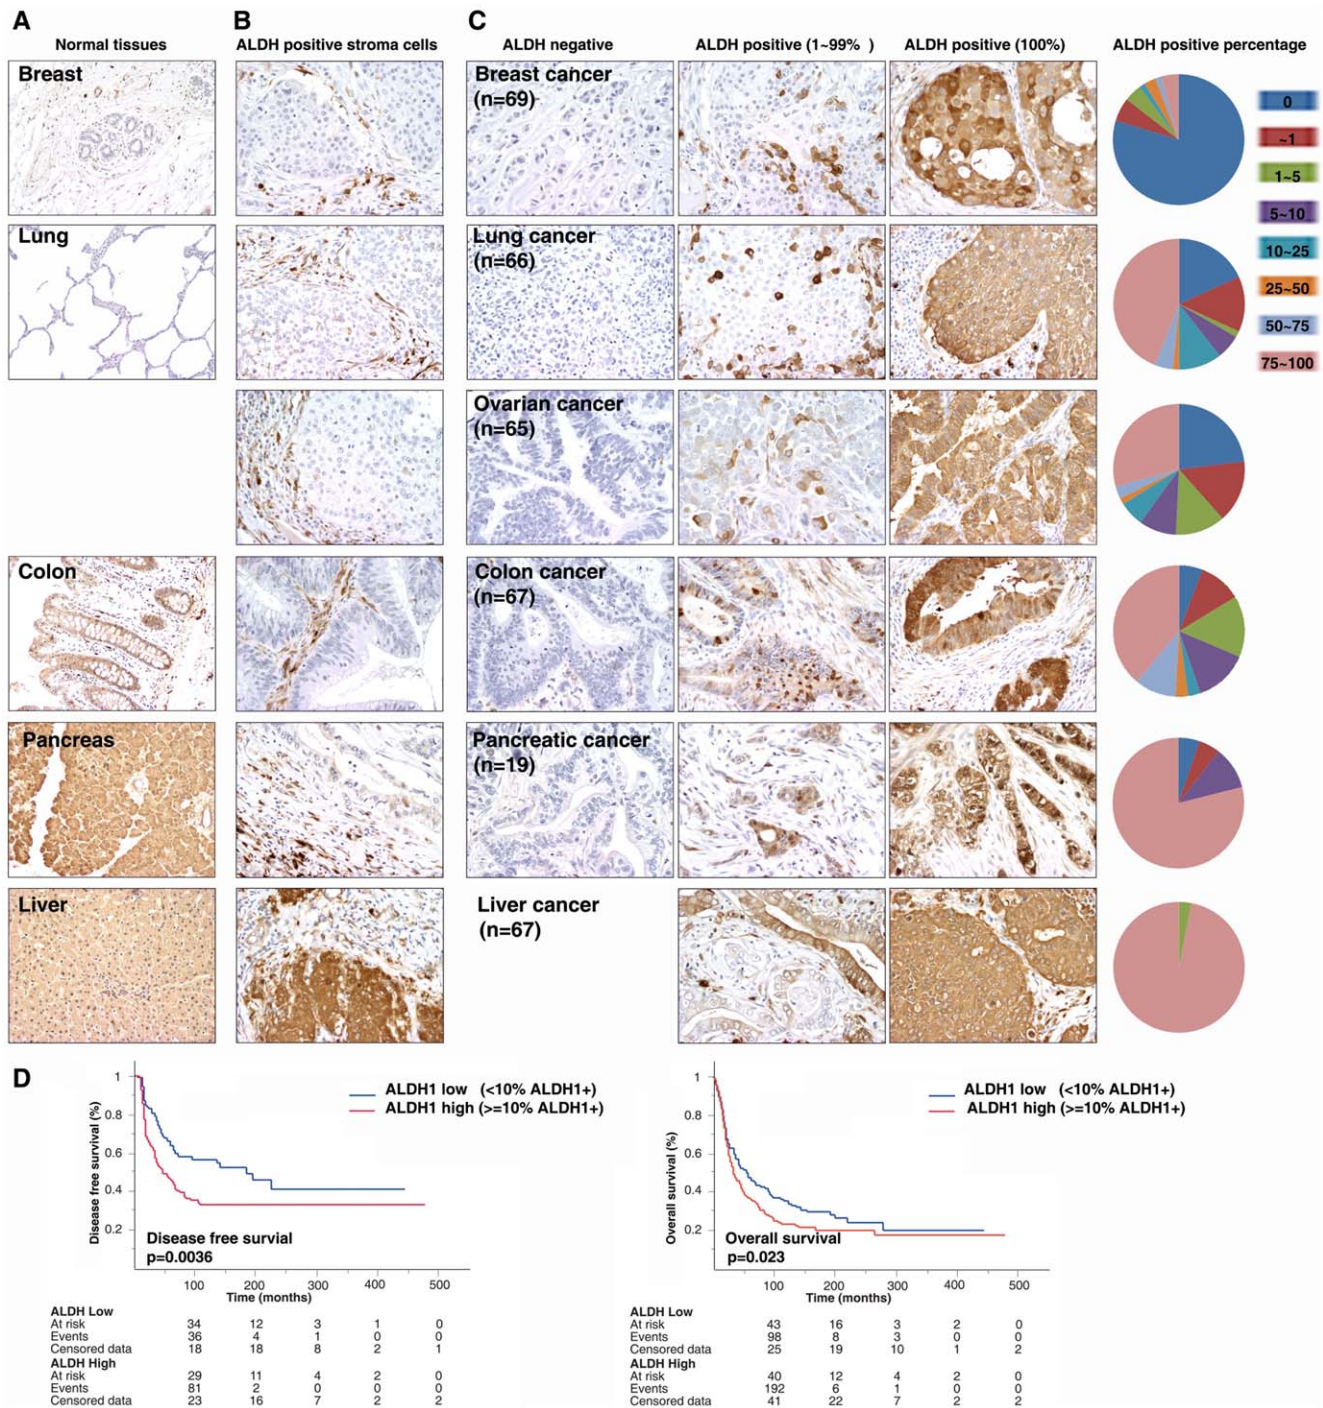 A
B
C
Normal tissues
ALDH positive stroma cells
ALDH negative
ALDH positive (1~99% )
ALDH positive (100%)
ALDH positive percentage
Breast
Breast cancer
(n=69)
0
~1
1~5
5~10
10~25
25~50
50~75
75~100
Lung
Lung cancer
(n=66)
Ovarian cancer
(n=65)
Colon
Colon cancer
(n=67)
Pancreas
Pancreatic cancer
(n=19)
Liver
Liver cancer
(n=67)
D
Disease free survival (%)
1
0.8
0.6
0.4
0.2
ALDH1 low (<10% ALDH1+)
ALDH1 high (>=10% ALDH1+)
Disease free survial
p=0.0036
100 200 300 400 500
Time (months)
ALDH Low
At risk 34 12 3 1 0
Events 36 4 1 0 0
Censored data 18 18 8 2 1
ALDH High
At risk 29 11 4 2 0
Events 81 2 0 0 0
Censored data 23 16 7 2 2
Overall survival (%)
1
0.8
0.6
0.4
0.2
ALDH1 low (<10% ALDH1+)
ALDH1 high (>=10% ALDH1+)
Overall survival
p=0.023
100 200 300 400 500
Time (months)
ALDH Low
At risk 43 16 3 2 0
Events 98 8 3 0 0
Censored data 25 19 10 1 2
ALDH High
At risk 40 12 4 2 0
Events 192 6 1 0 0
Censored data 41 22 7 2 2